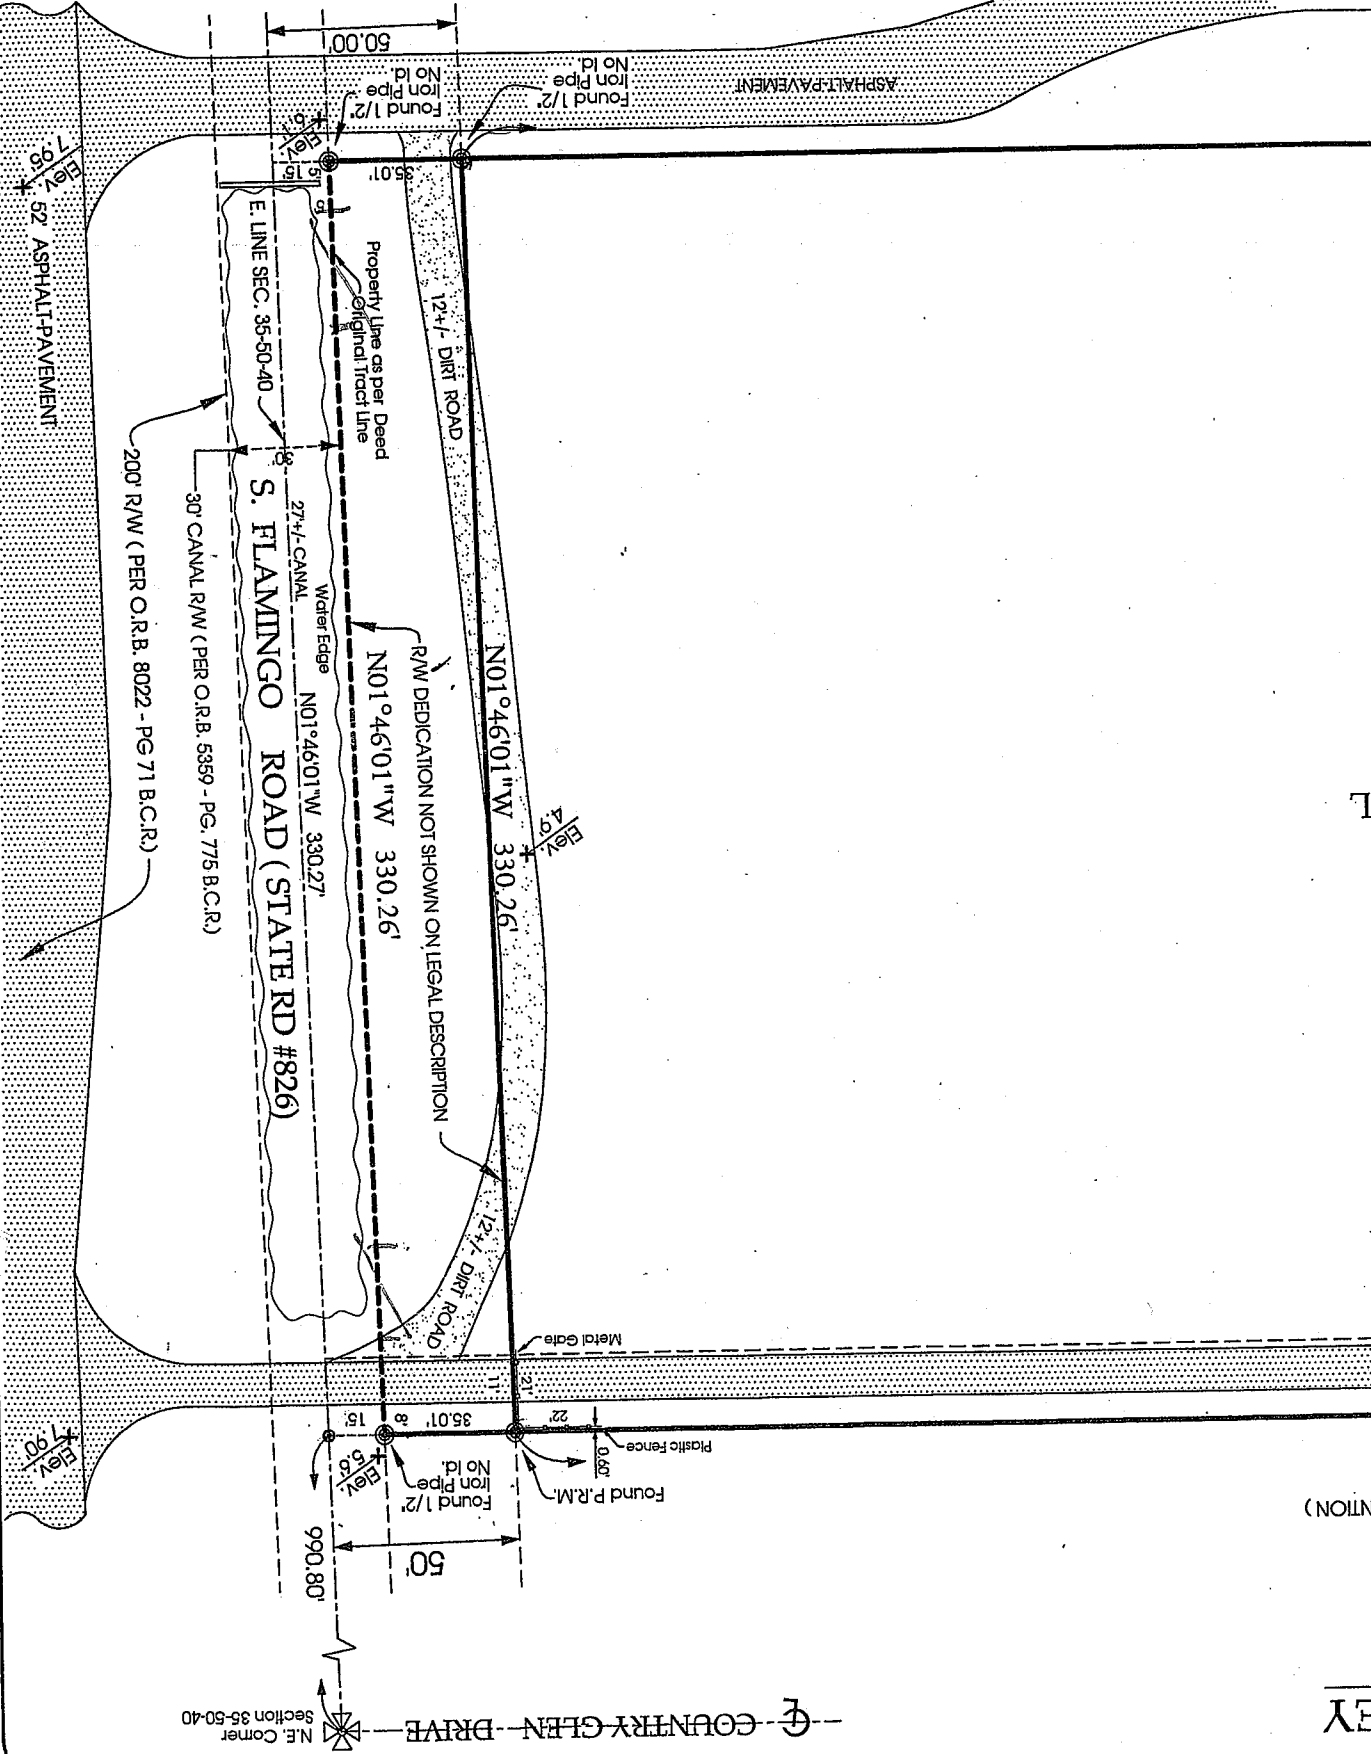 50.00'
Found 1/2"
Iron Pipe
No Id.
Found 1/2"
Iron Pipe
No Id.
ASPHALT-PAVEMENT
Elev.
7.95
52' ASPHALT-PAVEMENT
Elev.
5' 15'
35.01'
E. LINE SEC. 35-50-40
Property Line as per Deed
Original Tract Line
12'+/- DIRT ROAD
30'
200' R/W ( PER O.R.B. 8022 - PG 71 B.C.R.)
30' CANAL R/W ( PER O.R.B. 5359 - PG. 775 B.C.R.)
S. FLAMINGO ROAD ( STATE RD #826)
27'+/- CANAL
Water Edge
N01°46'01"W 330.27'
N01°46'01"W 330.26'
R/W DEDICATION NOT SHOWN ON LEGAL DESCRIPTION
N01°46'01"W 330.26'
Elev.
4.9
L
12'+/- DIRT ROAD
Metal Gate
11'
21'
15'
8'
35.01'
22'
0.60'
Plastic Fence
Elev.
7.90
Elev.
5.6
Found 1/2"
Iron Pipe
No Id.
Found P.R.M.
NTION )
990.80'
50'
N.E. Corner
Section 35-50-40
COUNTRY GLEN DRIVE
EY